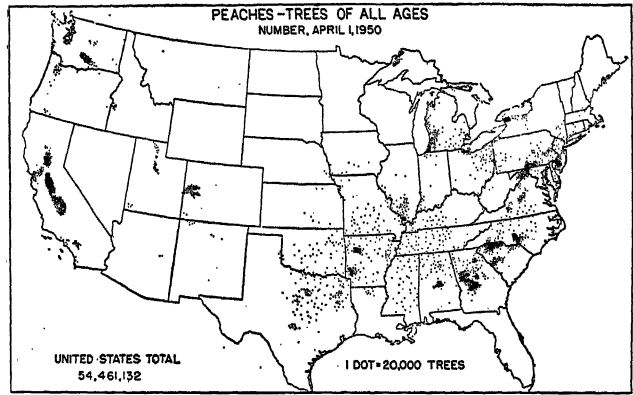 PEACHES-TREES OF ALL AGES
NUMBER, APRIL 1, 1950
UNITED STATES TOTAL
54,461,132
1 DOT=20,000 TREES